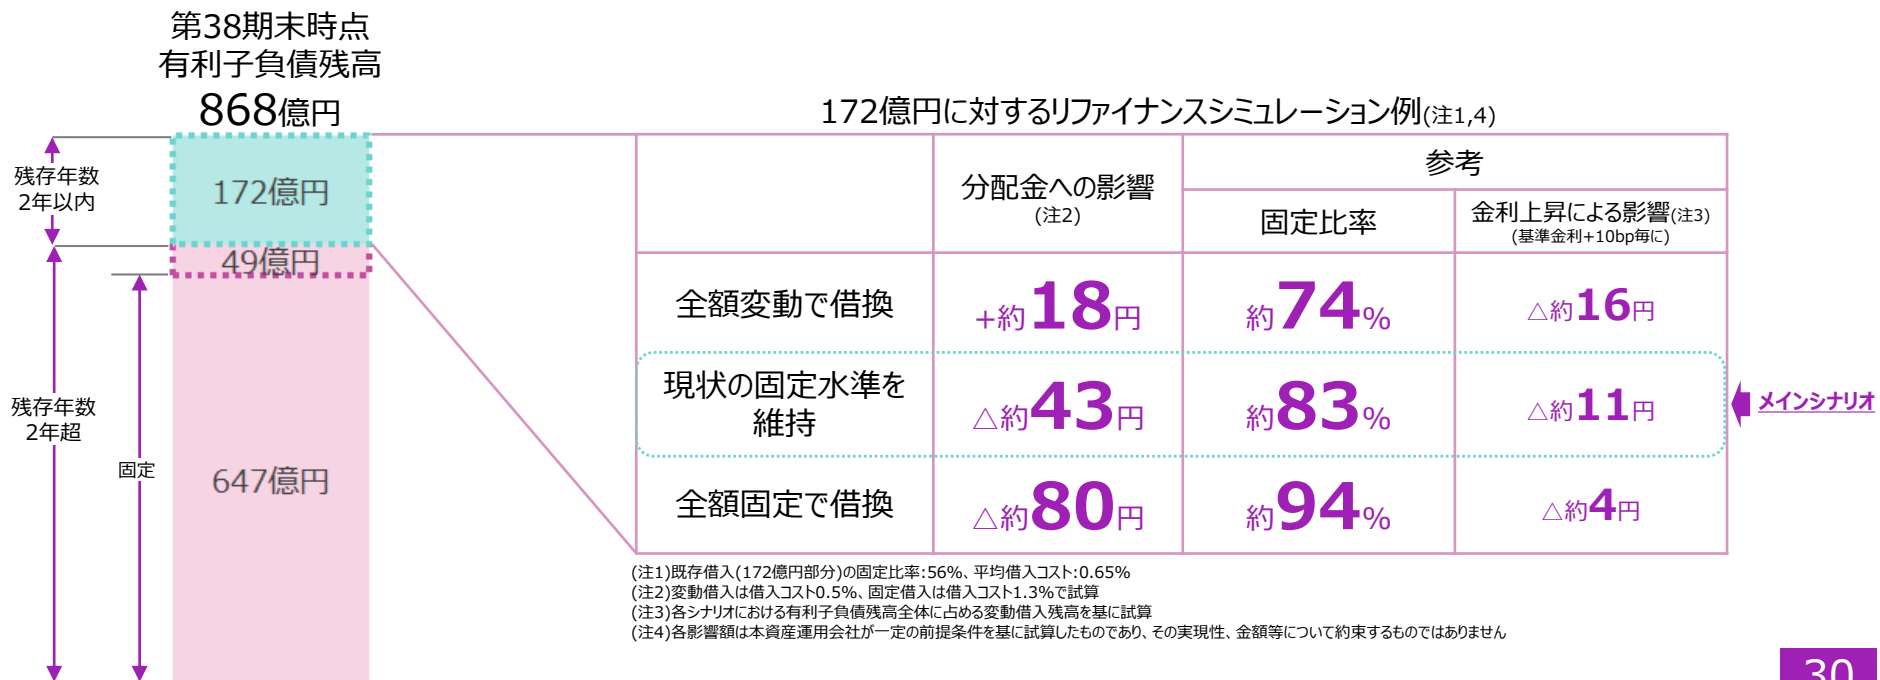 第38期末時点
有利子負債残高
868億円
残存年数
2年以内
172億円
49億円
残存年数
2年超
固定
647億円
172億円に対するリファイナンスシミュレーション例(注1,4)
分配金への影響
(注2)
参考
固定比率
金利上昇による影響(注3)
(基準金利+10bp毎に)
全額変動で借換
+約18円
約74%
△約16円
現状の固定水準を
維持
△約43円
約83%
△約11円
メインシナリオ
全額固定で借換
△約80円
約94%
△約4円
(注1)既存借入(172億円部分)の固定比率:56%、平均借入コスト:0.65%
(注2)変動借入は借入コスト0.5%、固定借入は借入コスト1.3%で試算
(注3)各シナリオにおける有利子負債残高全体に占める変動借入残高を基に試算
(注4)各影響額は本資産運用会社が一定の前提条件を基に試算したものであり、その実現性、金額等について約束するものではありません
30